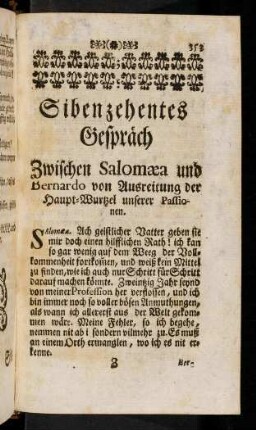 353
Sibenzehentes
Gespräch
Zwischen Salomæa und
Bernardo von Ausreitung der
Haupt-Wurtzel unserer Passio-
nen.
Salomæa. Ach geistlicher Vatter geben sie
mir doch einen hilfflichen Rath! ich kan
so gar wenig auf dem Weeg der Voll-
kommenheit fortkom̃en, und weiß kein Mittel
zu finden, wie ich auch nur Schritt für Schritt
darauf machen könnte. Zweintzig Jahr seynd
von meiner Profession her verflossen, und ich
bin immer noch so voller bösen Anmuthungen,
als wann ich allererst aus der Welt gekom-
men wäre. Meine Fehler, so ich begehe,
nemmen nit ab / sondern vilmehr zu. Es muß
an einem Orth ermanglen, wo ich es nit er-
kenne.
Z
Ber-